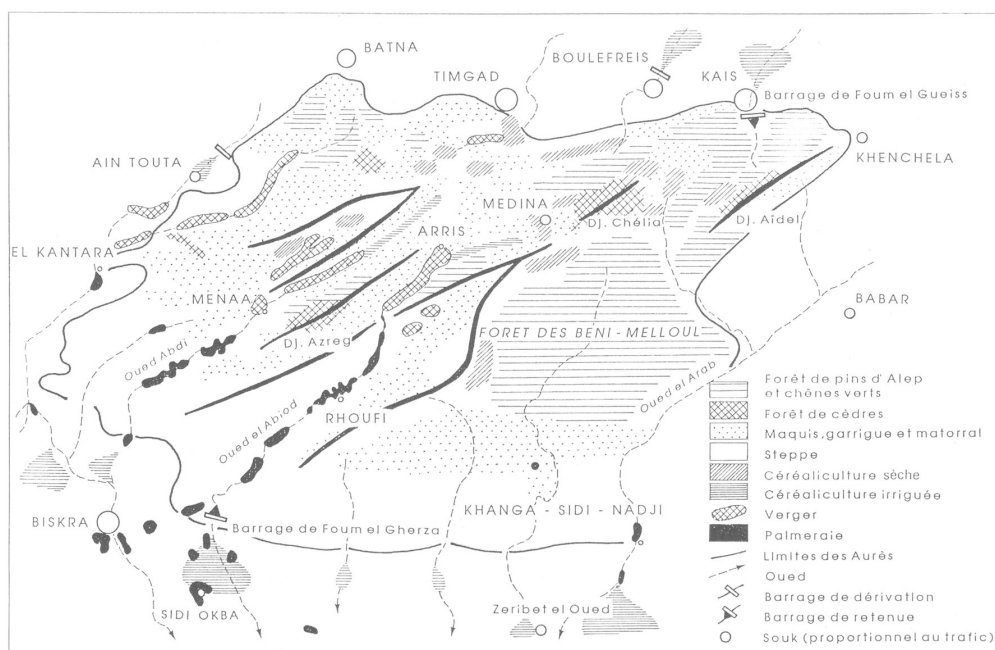 BATNA
BOULEFREIS
TIMGAD
KAIS
Barrage de Foum el Gueiss
AIN TOUTA
KHENCHELA
MEDINA
DJ. Chélia
DJ. Aïdel
ARRIS
EL KANTARA
MENAA
BABAR
FORET DES BENI-MELLOUL
DJ. Azreg
Oued Abdi
Oued el Arab
Oued el Abiod
RHOUFI
BISKRA
Barrage de Foum el Gherza
KHANGA-SIDI-NADJI
SIDI OKBA
Zeribet el Oued
Forêt de pins d'Alep
et chênes verts
Forêt de cèdres
Maquis, garrigue et matorral
Steppe
Céréaliculture sèche
Céréaliculture irriguée
Verger
Palmeraie
Limites des Aurès
Oued
Barrage de dérivation
Barrage de retenue
Souk (proportionnel au trafic)